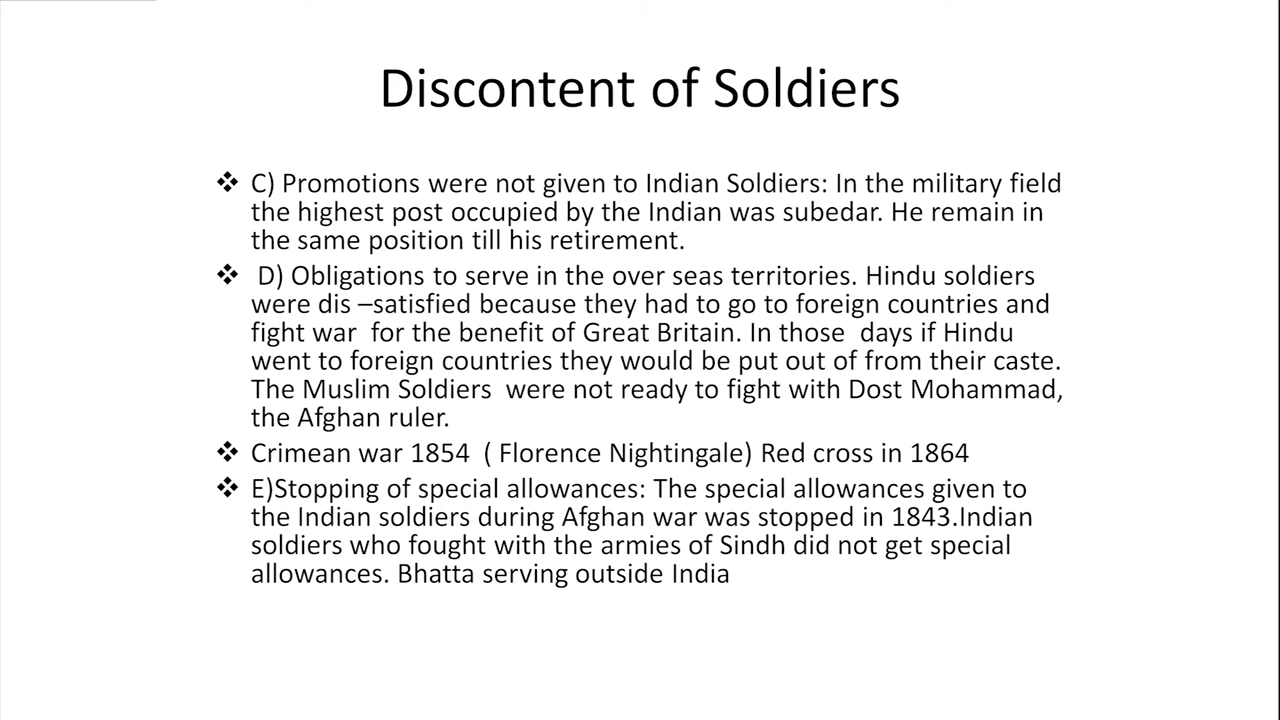 Discontent of Soldiers
❖ C) Promotions were not given to Indian Soldiers: In the military field
the highest post occupied by the Indian was subedar. He remain in
the same position till his retirement.
❖ D) Obligations to serve in the over seas territories. Hindu soldiers
were dis –satisfied because they had to go to foreign countries and
fight war for the benefit of Great Britain. In those days if Hindu
went to foreign countries they would be put out of from their caste.
The Muslim Soldiers were not ready to fight with Dost Mohammad,
the Afghan ruler.
❖ Crimean war 1854 ( Florence Nightingale) Red cross in 1864
❖ E)Stopping of special allowances: The special allowances given to
the Indian soldiers during Afghan war was stopped in 1843.Indian
soldiers who fought with the armies of Sindh did not get special
allowances. Bhatta serving outside India